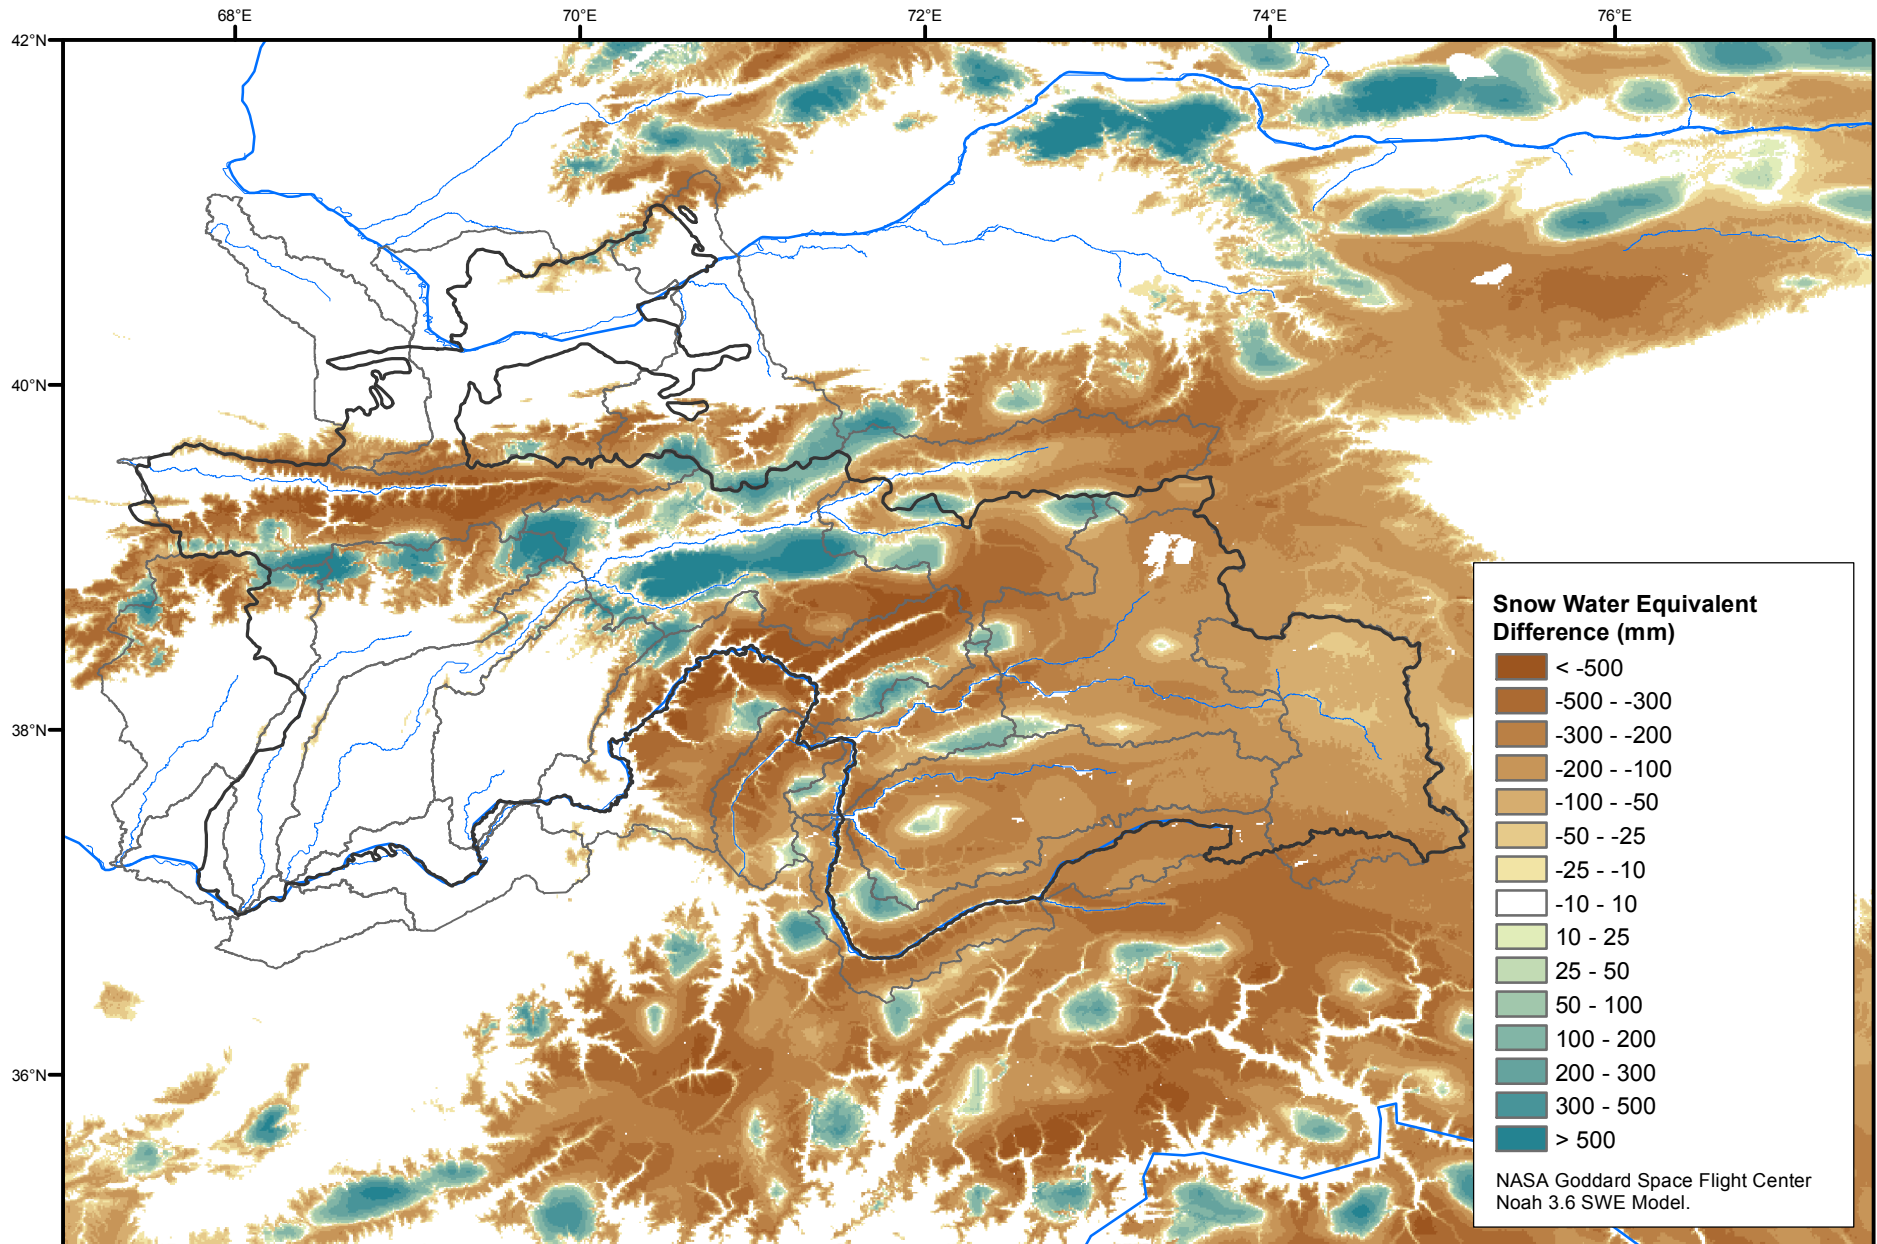 68°E 70°E 72°E 74°E 76°E
42°N
40°N
38°N
36°N
Snow Water Equivalent
Difference (mm)
< -500
-500 - -300
-300 - -200
-200 - -100
-100 - -50
-50 - -25
-25 - -10
-10 - 10
10 - 25
25 - 50
50 - 100
100 - 200
200 - 300
300 - 500
> 500
NASA Goddard Space Flight Center
Noah 3.6 SWE Model.